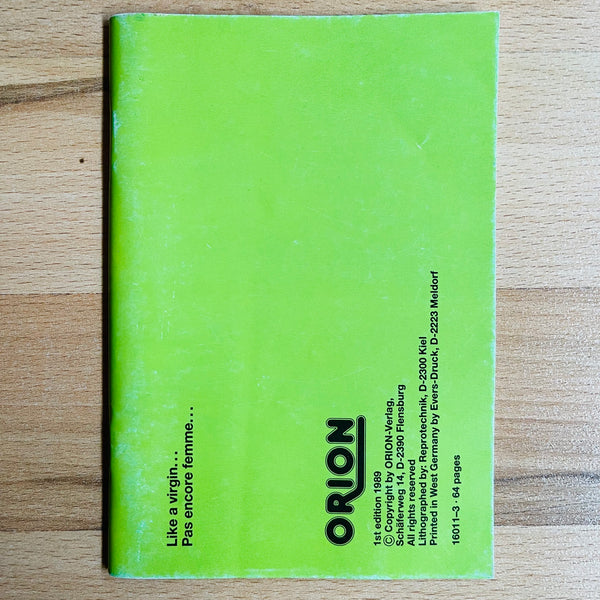 Like a virgin...
Pas encore femme...
ORION
1st edition 1989
© Copyright by ORION-Verlag,
Schäferweg 14, D-2390 Flensburg
All rights reserved
Lithographed by: Reprotechnik, D-2300 Kiel
Printed in West Germany by Evers-Druck, D-2223 Meldorf
16011–3 · 64 pages